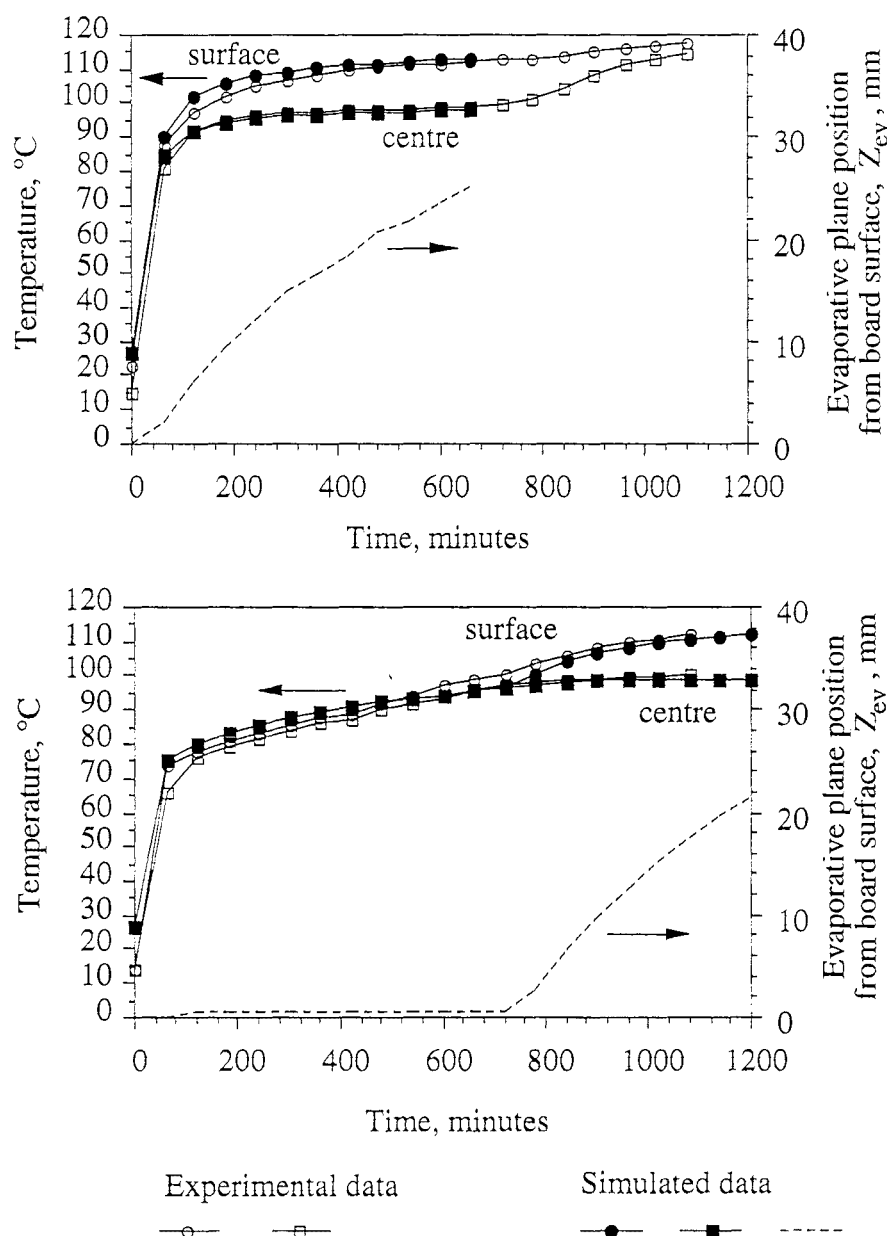 120
110
100
90
80
70
60
50
40
30
20
10
0
Temperature, °C
surface
centre
40
30
20
10
0
Evaporative plane position
from board surface, Zev, mm
0 200 400 600 800 1000 1200
Time, minutes
120
110
100
90
80
70
60
50
40
30
20
10
0
Temperature, °C
surface
centre
40
30
20
10
0
Evaporative plane position
from board surface, Zev, mm
0 200 400 600 800 1000 1200
Time, minutes
Experimental data Simulated data